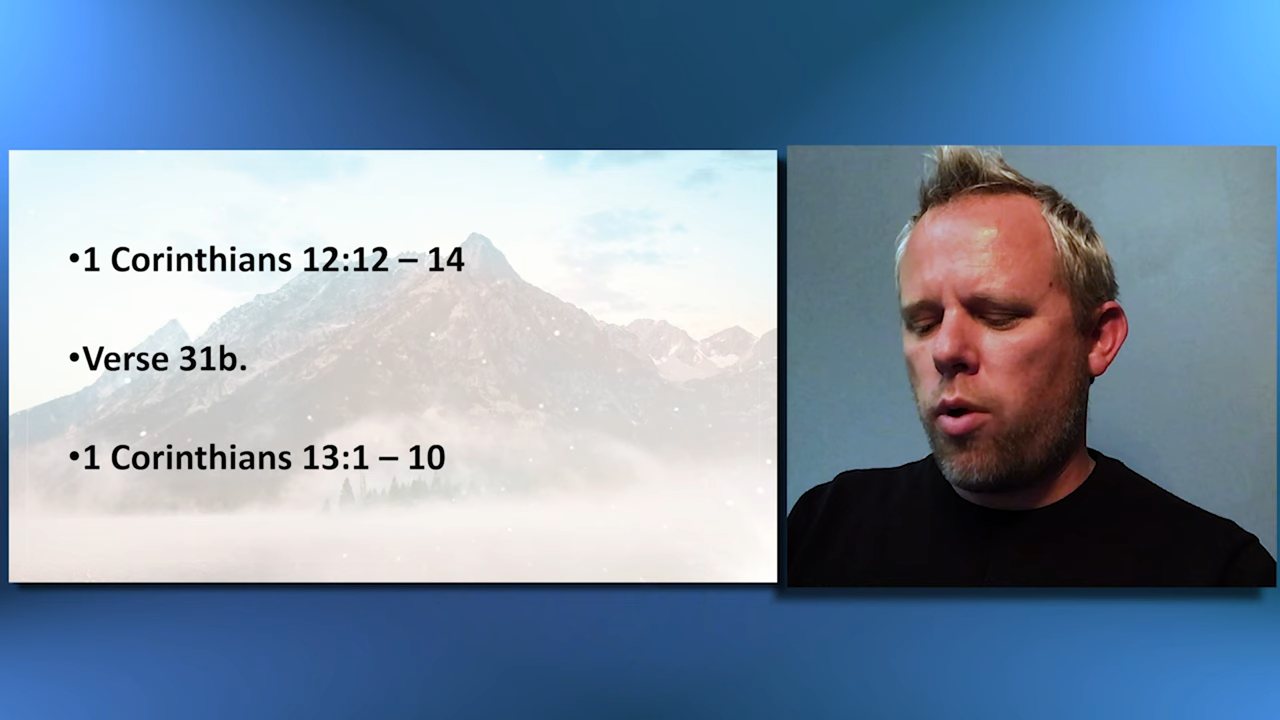 •1 Corinthians 12:12 – 14
•Verse 31b.
•1 Corinthians 13:1 – 10